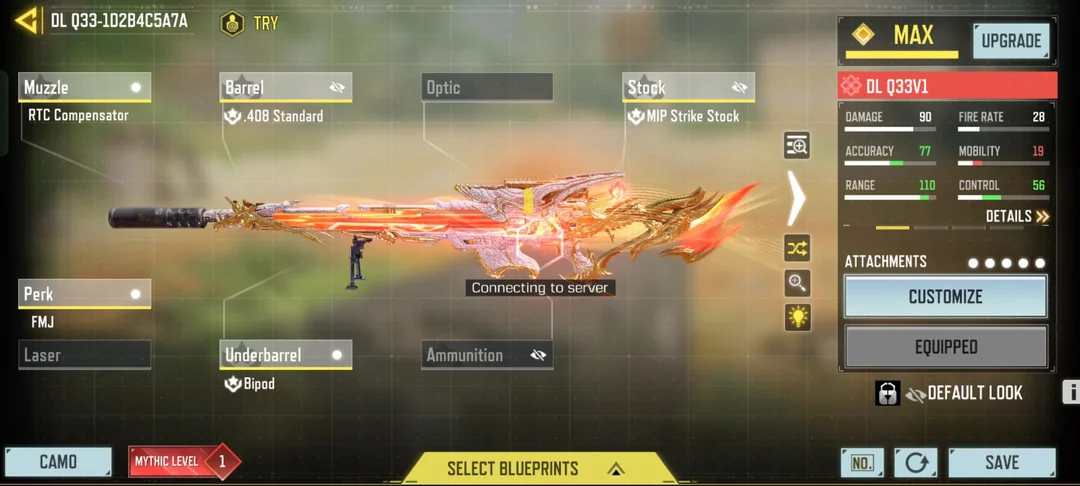 DL Q33-1D2B4C5A7A
TRY
MAX
UPGRADE
Muzzle
RTC Compensator
Barrel
.408 Standard
Optic
Stock
MIP Strike Stock
DL Q33V1
DAMAGE 90
FIRE RATE 28
ACCURACY 77
MOBILITY 19
RANGE 110
CONTROL 56
DETAILS
ATTACHMENTS
CUSTOMIZE
EQUIPPED
DEFAULT LOOK
i
Connecting to server
Perk
FMJ
Laser
Underbarrel
Bipod
Ammunition
CAMO
MYTHIC LEVEL 1
SELECT BLUEPRINTS
NO.
SAVE